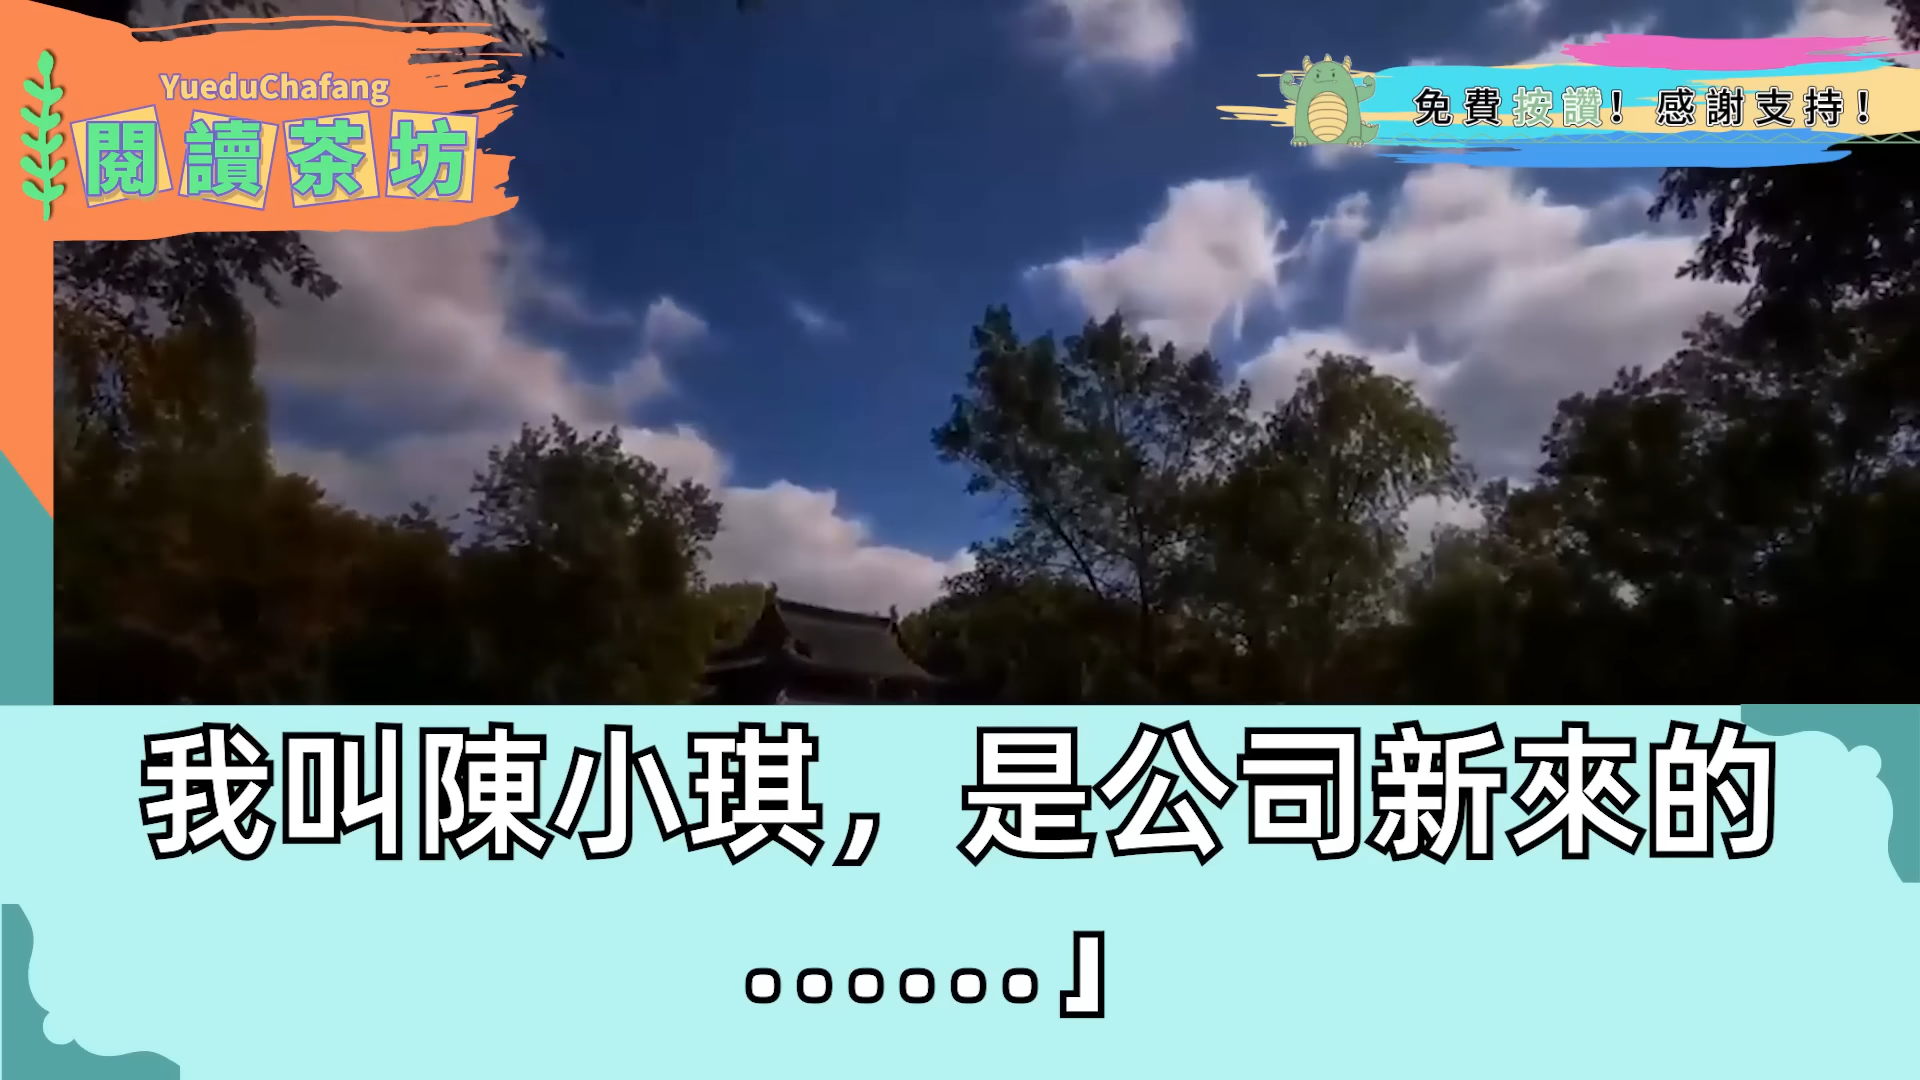 YueduChafang
閱讀茶坊
免費按讚！感謝支持！
我叫陳小琪，是公司新來的
......」